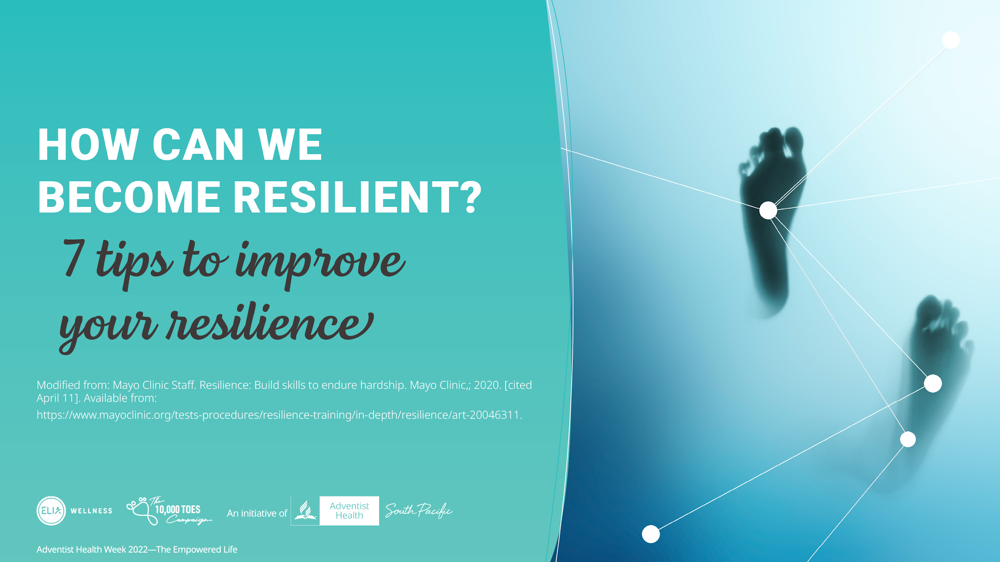 HOW CAN WE
BECOME RESILIENT?
7 tips to improve
your resilience
Modified from: Mayo Clinic Staff. Resilience: Build skills to endure hardship. Mayo Clinic,; 2020. [cited
April 11]. Available from:
https://www.mayoclinic.org/tests-procedures/resilience-training/in-depth/resilience/art-20046311.
ELIA WELLNESS
The
10,000 TOES
Campaign
An initiative of
Adventist
Health
South Pacific
Adventist Health Week 2022—The Empowered Life